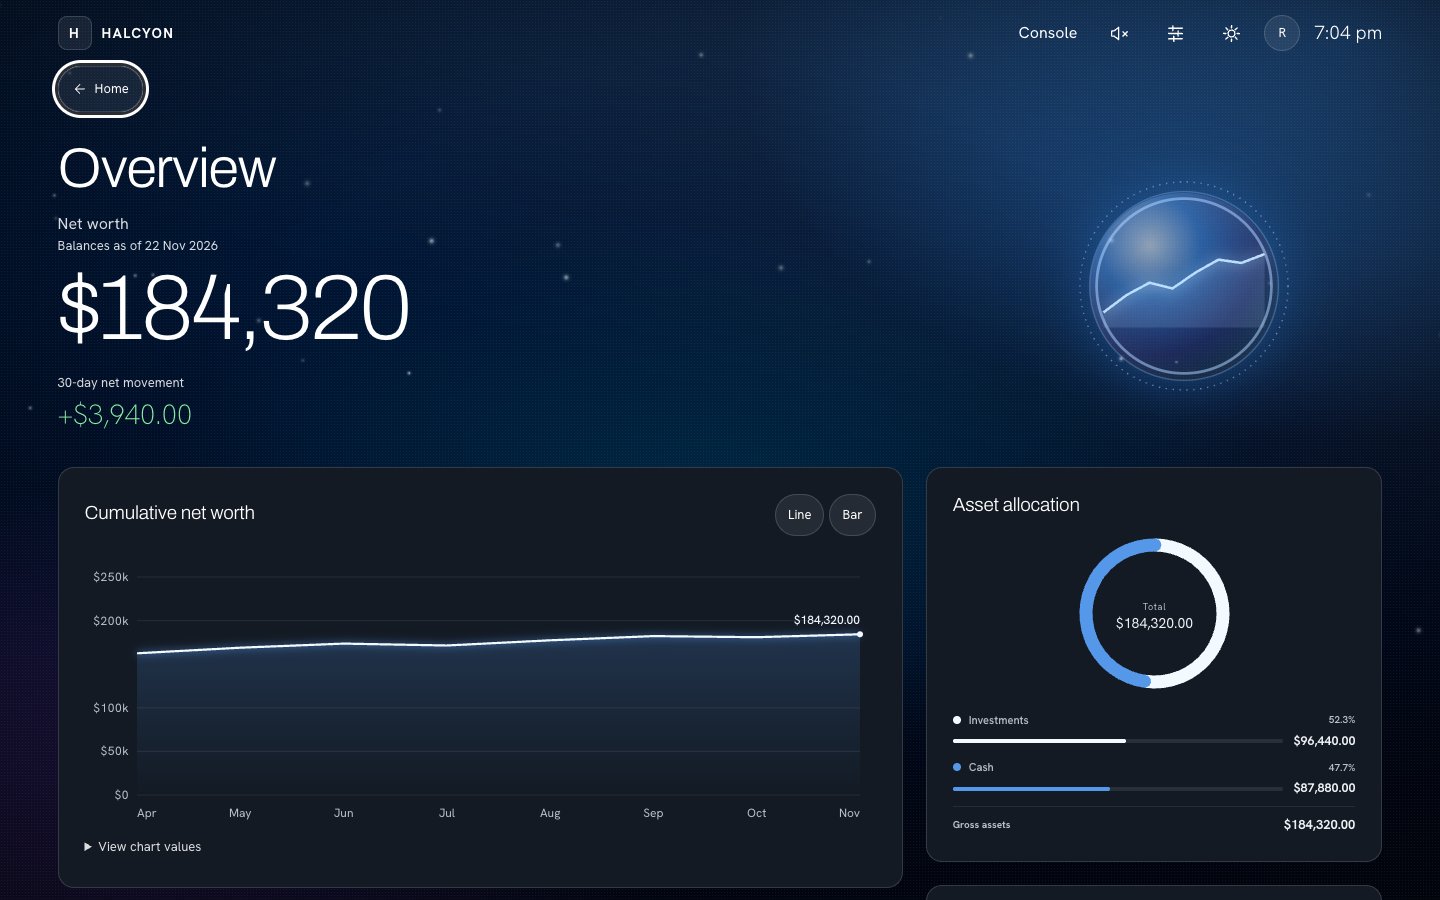 H HALCYON
Console R 7:04 pm
← Home
Overview
Net worth
Balances as of 22 Nov 2026
$184,320
30-day net movement
+$3,940.00
Cumulative net worth
Line Bar
$250k
$200k
$184,320.00
$100k
$50k
$0
Apr May Jun Jul Aug Sep Oct Nov
View chart values
Asset allocation
Total
$184,320.00
Investments 52.3%
$96,440.00
Cash 47.7%
$87,880.00
Gross assets $184,320.00